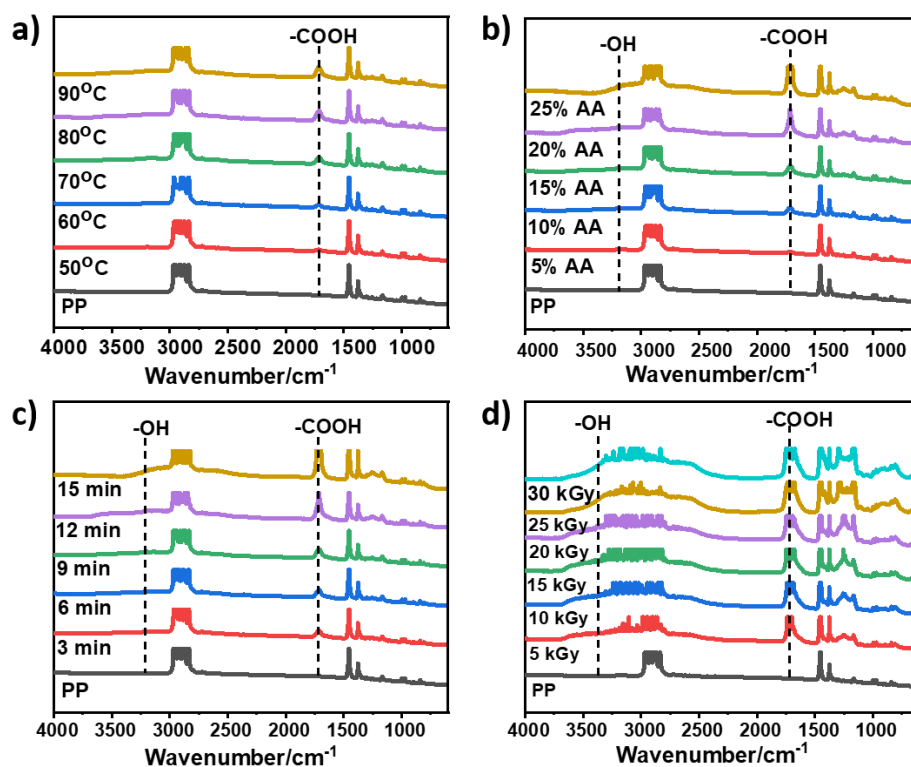 a)
-COOH
90°C
80°C
70°C
60°C
50°C
PP
4000 3500 3000 2500 2000 1500 1000
Wavenumber/cm⁻¹
b)
-OH
-COOH
25% AA
20% AA
15% AA
10% AA
5% AA
PP
4000 3500 3000 2500 2000 1500 1000
Wavenumber/cm⁻¹
c)
-OH
-COOH
15 min
12 min
9 min
6 min
3 min
PP
4000 3500 3000 2500 2000 1500 1000
Wavenumber/cm⁻¹
d)
-OH
-COOH
30 kGy
25 kGy
20 kGy
15 kGy
10 kGy
5 kGy
PP
4000 3500 3000 2500 2000 1500 1000
Wavenumber/cm⁻¹